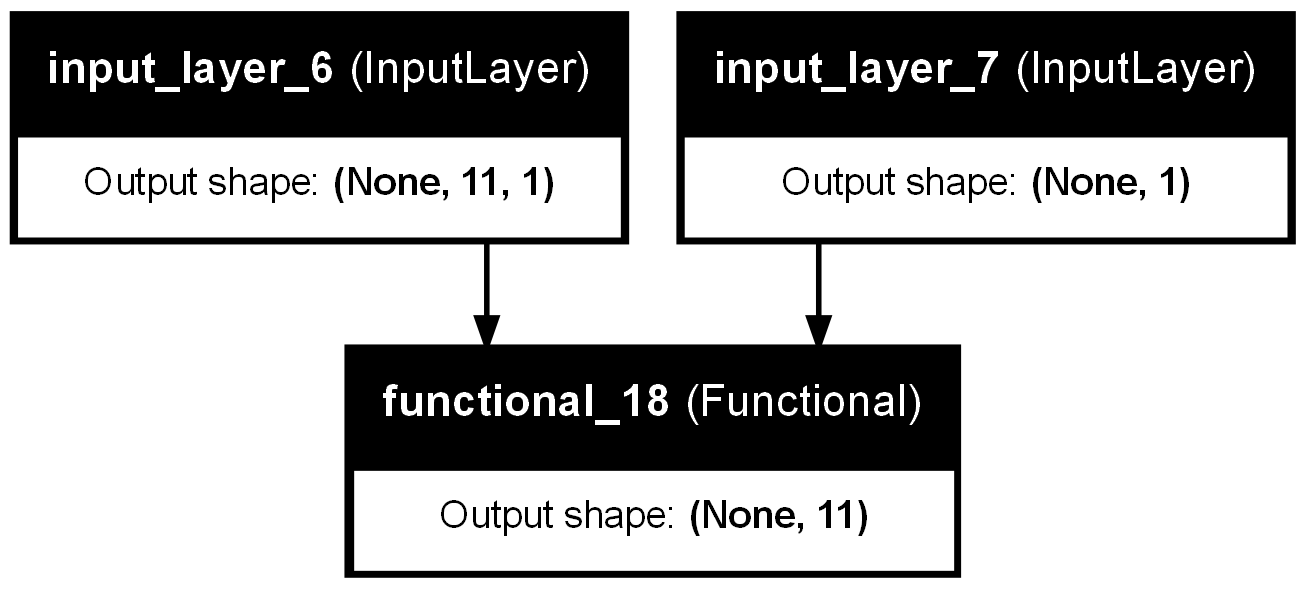 input_layer_6 (InputLayer)
Output shape: (None, 11, 1)
input_layer_7 (InputLayer)
Output shape: (None, 1)
functional_18 (Functional)
Output shape: (None, 11)